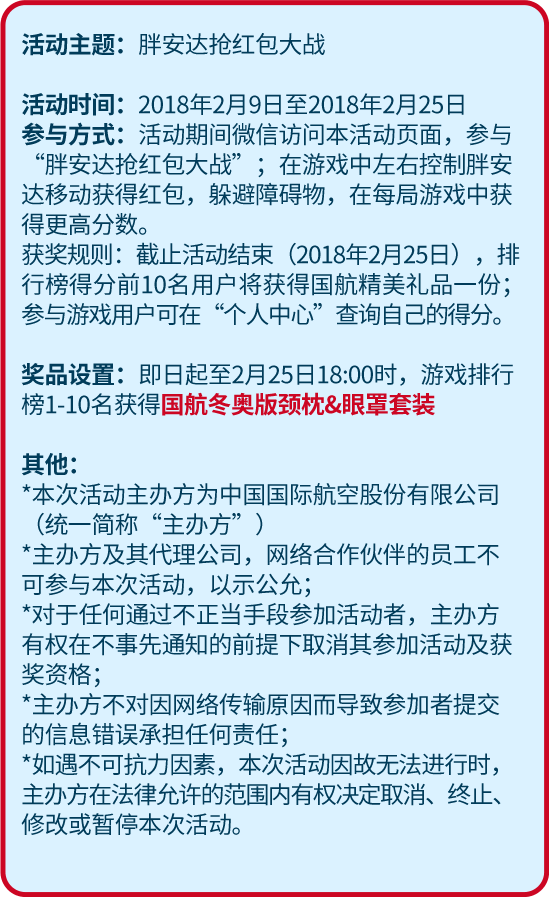 活动主题：胖安达抢红包大战
活动时间：2018年2月9日至2018年2月25日
参与方式：活动期间微信访问本活动页面，参与
“胖安达抢红包大战”；在游戏中左右控制胖安
达移动获得红包，躲避障碍物，在每局游戏中获
得更高分数。
获奖规则：截止活动结束（2018年2月25日），排
行榜得分前10名用户将获得国航精美礼品一份；
参与游戏用户可在“个人中心”查询自己的得分。
奖品设置：即日起至2月25日18:00时，游戏排行
榜1-10名获得国航冬奥版颈枕&眼罩套装
其他：
*本次活动主办方为中国国际航空股份有限公司
（统一简称“主办方”）
*主办方及其代理公司，网络合作伙伴的员工不
可参与本次活动，以示公允；
*对于任何通过不正当手段参加活动者，主办方
有权在不事先通知的前提下取消其参加活动及获
奖资格；
*主办方不对因网络传输原因而导致参加者提交
的信息错误承担任何责任；
*如遇不可抗力因素，本次活动因故无法进行时，
主办方在法律允许的范围内有权决定取消、终止、
修改或暂停本次活动。